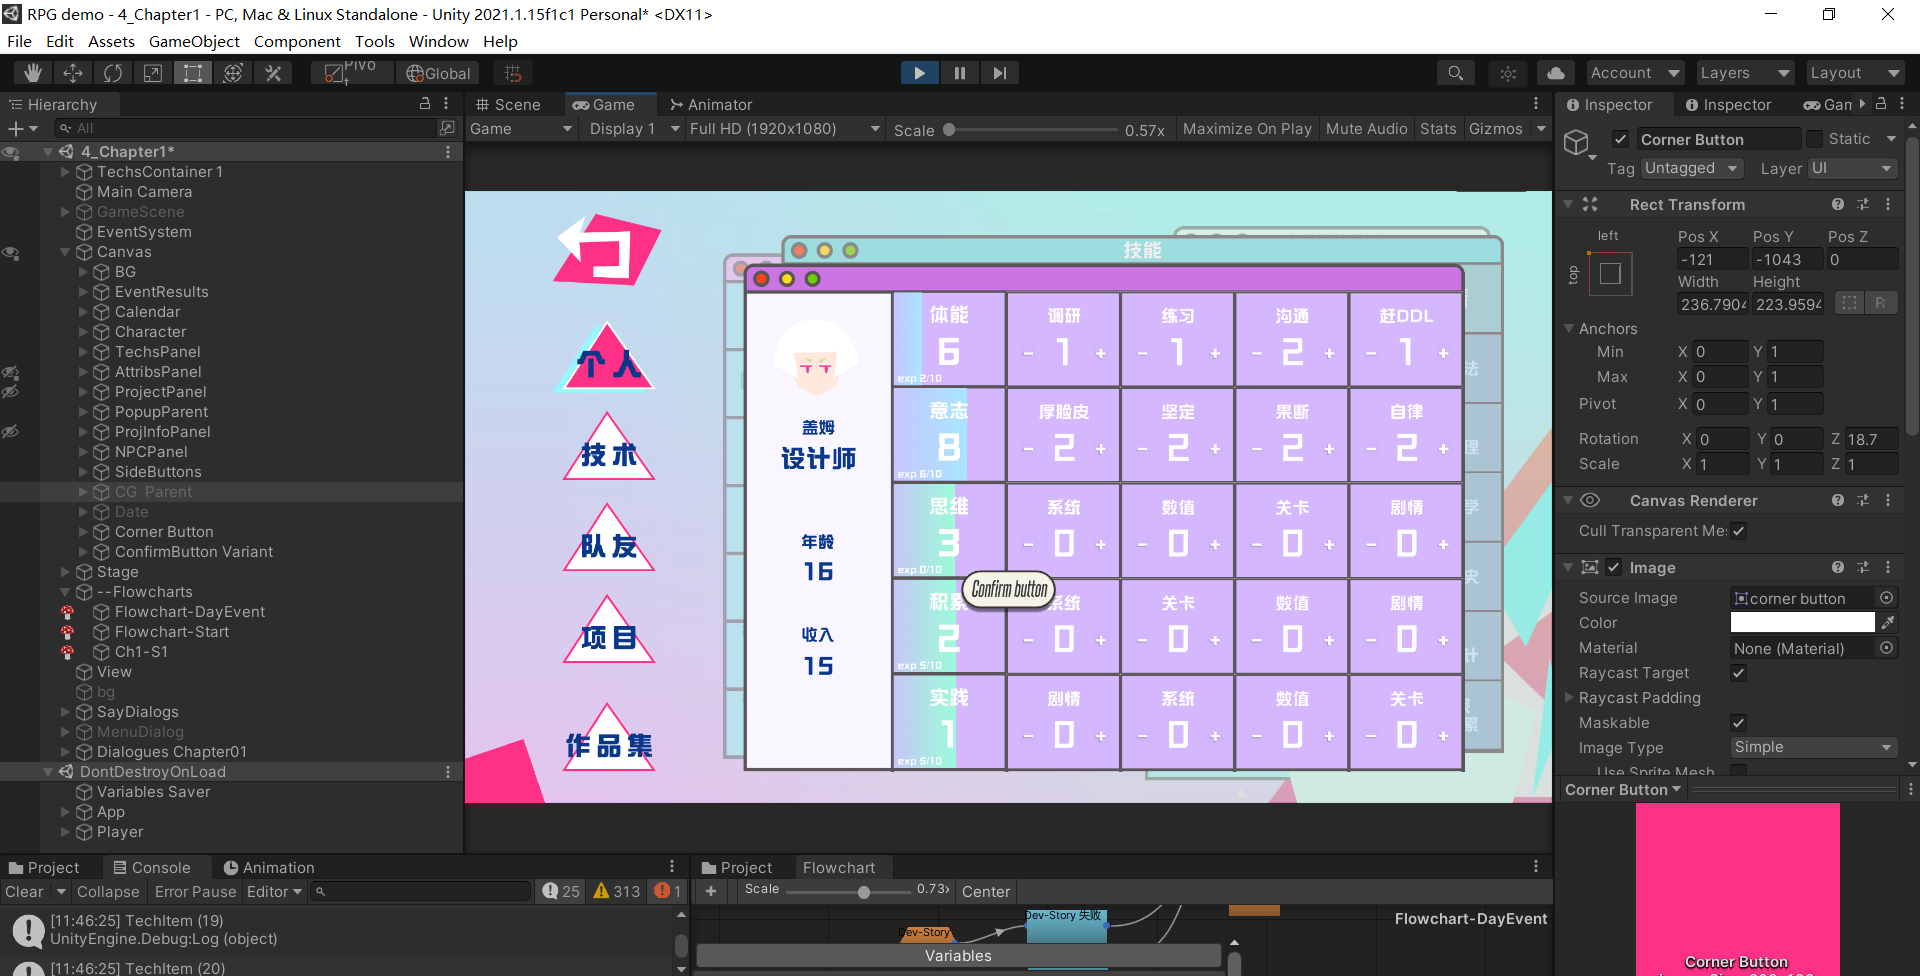 RPG demo - 4_Chapter1 - PC, Mac & Linux Standalone - Unity 2021.1.15f1c1 Personal* <DX11>
File Edit Assets GameObject Component Tools Window Help
Global
Account Layers Layout
Hierarchy
All
4_Chapter1*
TechsContainer 1
Main Camera
GameScene
EventSystem
Canvas
BG
EventResults
Calendar
Character
TechsPanel
AttribsPanel
ProjectPanel
PopupParent
ProjInfoPanel
NPCPanel
SideButtons
CG Parent
Date
Corner Button
ConfirmButton Variant
Stage
--Flowcharts
Flowchart-DayEvent
Flowchart-Start
Ch1-S1
View
bg
SayDialogs
MenuDialog
Dialogues Chapter01
DontDestroyOnLoad
Variables Saver
App
Player
Scene Game Animator
Game Display 1 Full HD (1920x1080) Scale 0.57x Maximize On Play Mute Audio Stats Gizmos
技能
个人
技术
队友
项目
作品集
盖姆
设计师
年龄
16
收入
15
体能 调研 练习 沟通 赶DDL
6 - 1 + - 1 + - 2 + - 1 +
exp 2/10
意志 厚脸皮 坚定 果断 自律
8 - 2 + - 2 + - 2 + - 2 +
exp 6/10
思维 系统 数值 关卡 剧情
3 - 0 + - 0 + - 0 + - 0 +
exp 0/10
Confirm button
积累 系统 关卡 数值 剧情
2 - 0 + - 0 + - 0 + - 0 +
exp 5/10
实践 剧情 系统 数值 关卡
1 - 0 + - 0 + - 0 + - 0 +
exp 5/10
Inspector Inspector Gam
Corner Button Static
Tag Untagged Layer UI
Rect Transform
left
top
Pos X Pos Y Pos Z
-121 -1043 0
Width Height
236.7904 223.9594 R
Anchors
Min X 0 Y 1
Max X 0 Y 1
Pivot X 0 Y 1
Rotation X 0 Y 0 Z 18.7
Scale X 1 Y 1 Z 1
Canvas Renderer
Cull Transparent Me
Image
Source Image corner button
Color
Material None (Material)
Raycast Target
Raycast Padding
Maskable
Image Type Simple
Use Sprite Mesh
Corner Button
Corner Button
Project Console Animation
Clear Collapse Error Pause Editor 25 313 1
[11:46:25] TechItem (19)
UnityEngine.Debug:Log (object)
[11:46:25] TechItem (20)
Project Flowchart
Scale 0.73x Center
Dev-Story 失败
Dev-Story
Flowchart-DayEvent
Variables